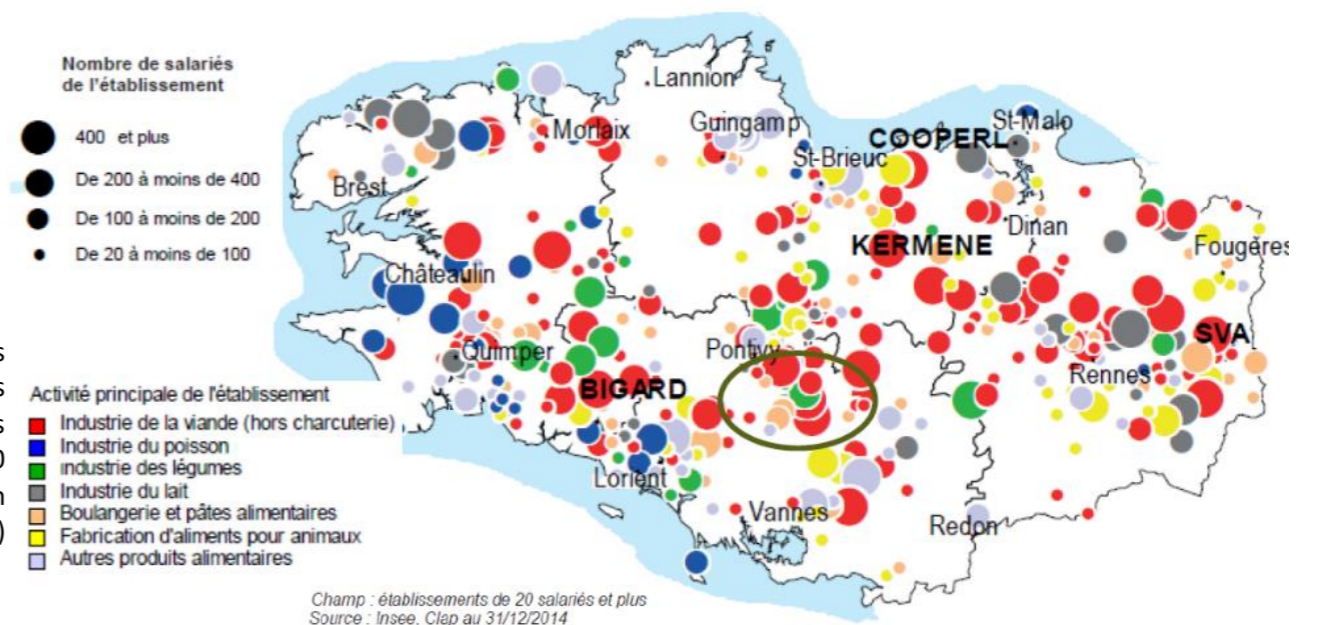 Nombre de salariés
de l'établissement
400 et plus
De 200 à moins de 400
De 100 à moins de 200
De 20 à moins de 100
s
s
s
0
n
)
Activité principale de l'établissement
Industrie de la viande (hors charcuterie)
Industrie du poisson
industrie des légumes
Industrie du lait
Boulangerie et pâtes alimentaires
Fabrication d'aliments pour animaux
Autres produits alimentaires
Lannion
Morlaix
Guingamp
COOPERL
St-Malo
St-Brieuc
Brest
Dinan
KERMENE
Fougères
Châteaulin
SVA
Quimper
Pontivy
Rennes
BIGARD
Lorient
Vannes
Redon
Champ : établissements de 20 salariés et plus
Source : Insee, Clap au 31/12/2014